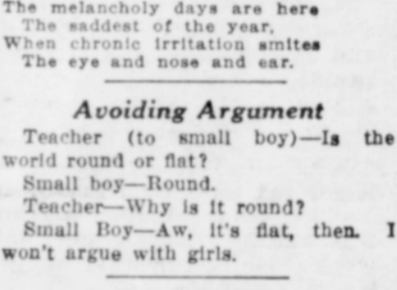 The melancholy days are here
The saddest of the year,
When chronic irritation smites
The eye and nose and ear.
Avoiding Argument
Teacher (to small boy)—Is the
world round or flat?
Small boy—Round.
Teacher—Why is it round?
Small Boy—Aw, it's flat, then. I
won't argue with girls.